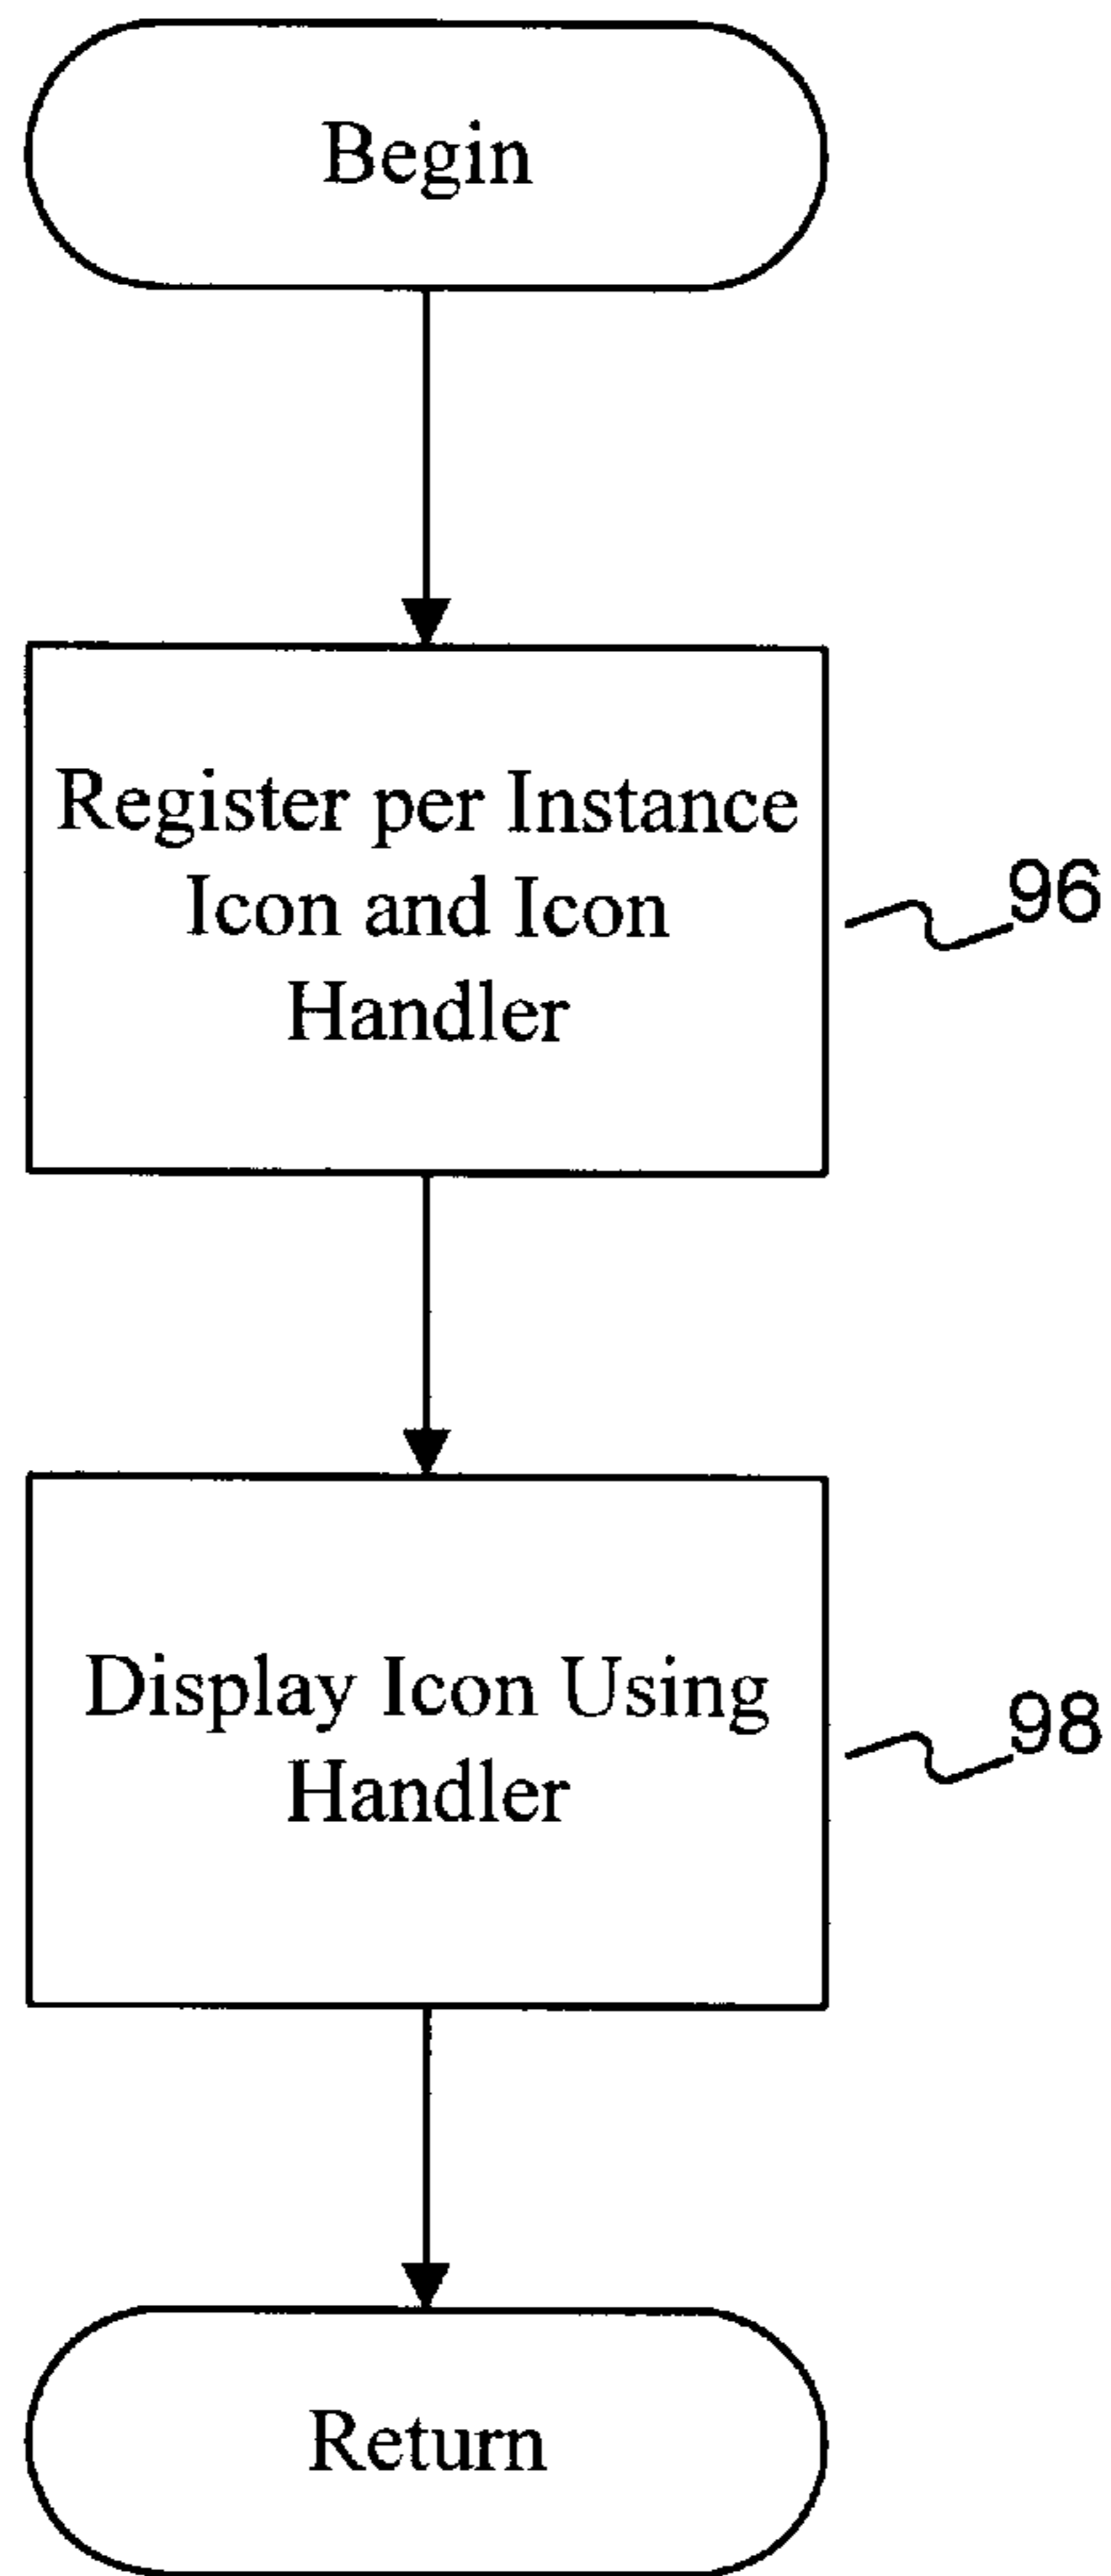 Begin
Register per Instance
Icon and Icon
Handler
96
Display Icon Using
Handler
98
Return